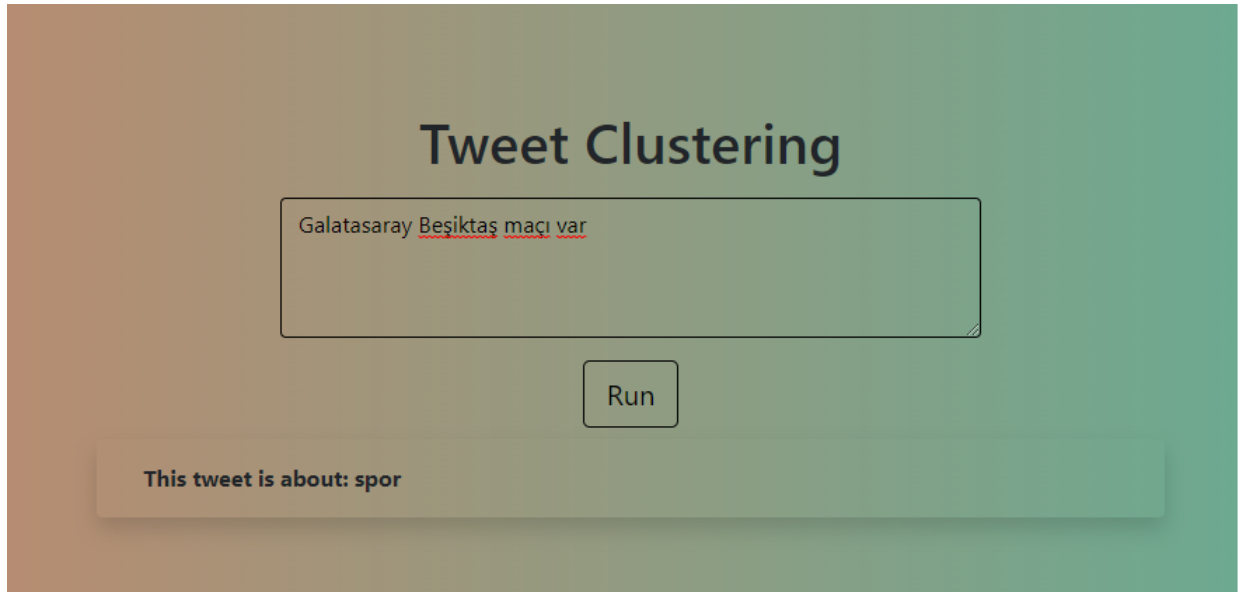 Tweet Clustering
Galatasaray Beşiktaş maçı var
Run
This tweet is about: spor